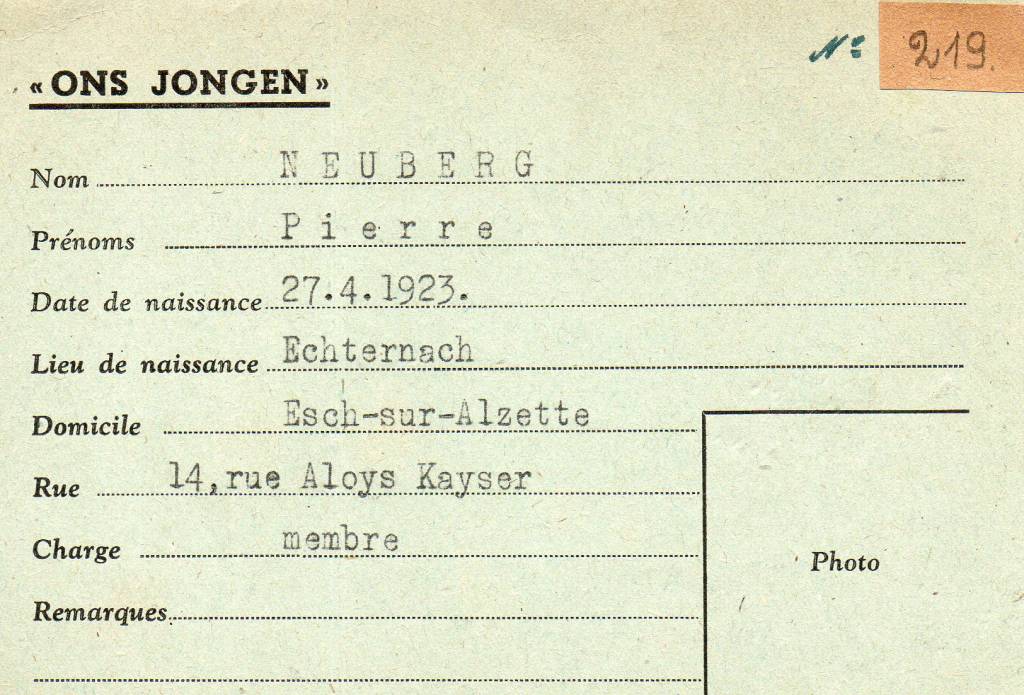 Nº 219.
« ONS JONGEN »
Nom NEUBERG
Prénoms Pierre
Date de naissance 27.4.1923.
Lieu de naissance Echternach
Domicile Esch-sur-Alzette
Rue 14,rue Aloys Kayser
Charge membre
Photo
Remarques